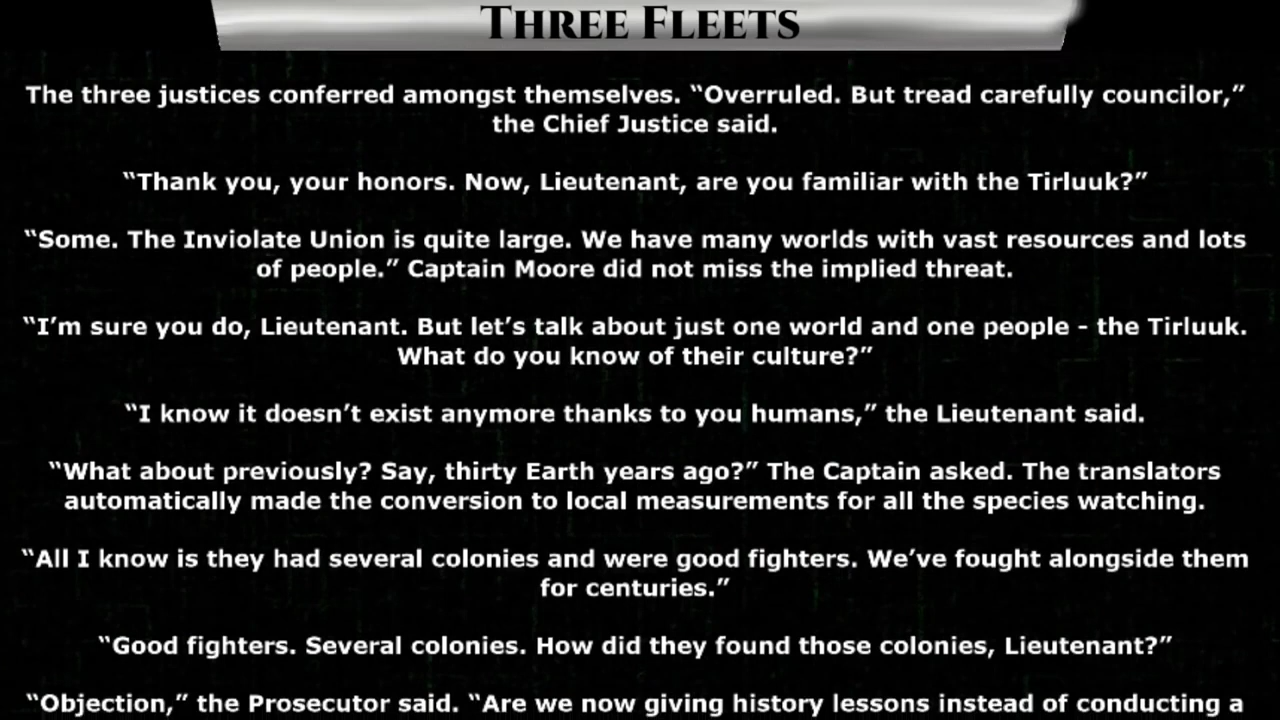 THREE FLEETS
The three justices conferred amongst themselves. “Overruled. But tread carefully councilor,”
the Chief Justice said.
“Thank you, your honors. Now, Lieutenant, are you familiar with the Tirluuk?”
“Some. The Inviolate Union is quite large. We have many worlds with vast resources and lots
of people.” Captain Moore did not miss the implied threat.
“I’m sure you do, Lieutenant. But let’s talk about just one world and one people - the Tirluuk.
What do you know of their culture?”
“I know it doesn’t exist anymore thanks to you humans,” the Lieutenant said.
“What about previously? Say, thirty Earth years ago?” The Captain asked. The translators
automatically made the conversion to local measurements for all the species watching.
“All I know is they had several colonies and were good fighters. We’ve fought alongside them
for centuries.”
“Good fighters. Several colonies. How did they found those colonies, Lieutenant?”
“Objection,” the Prosecutor said. “Are we now giving history lessons instead of conducting a